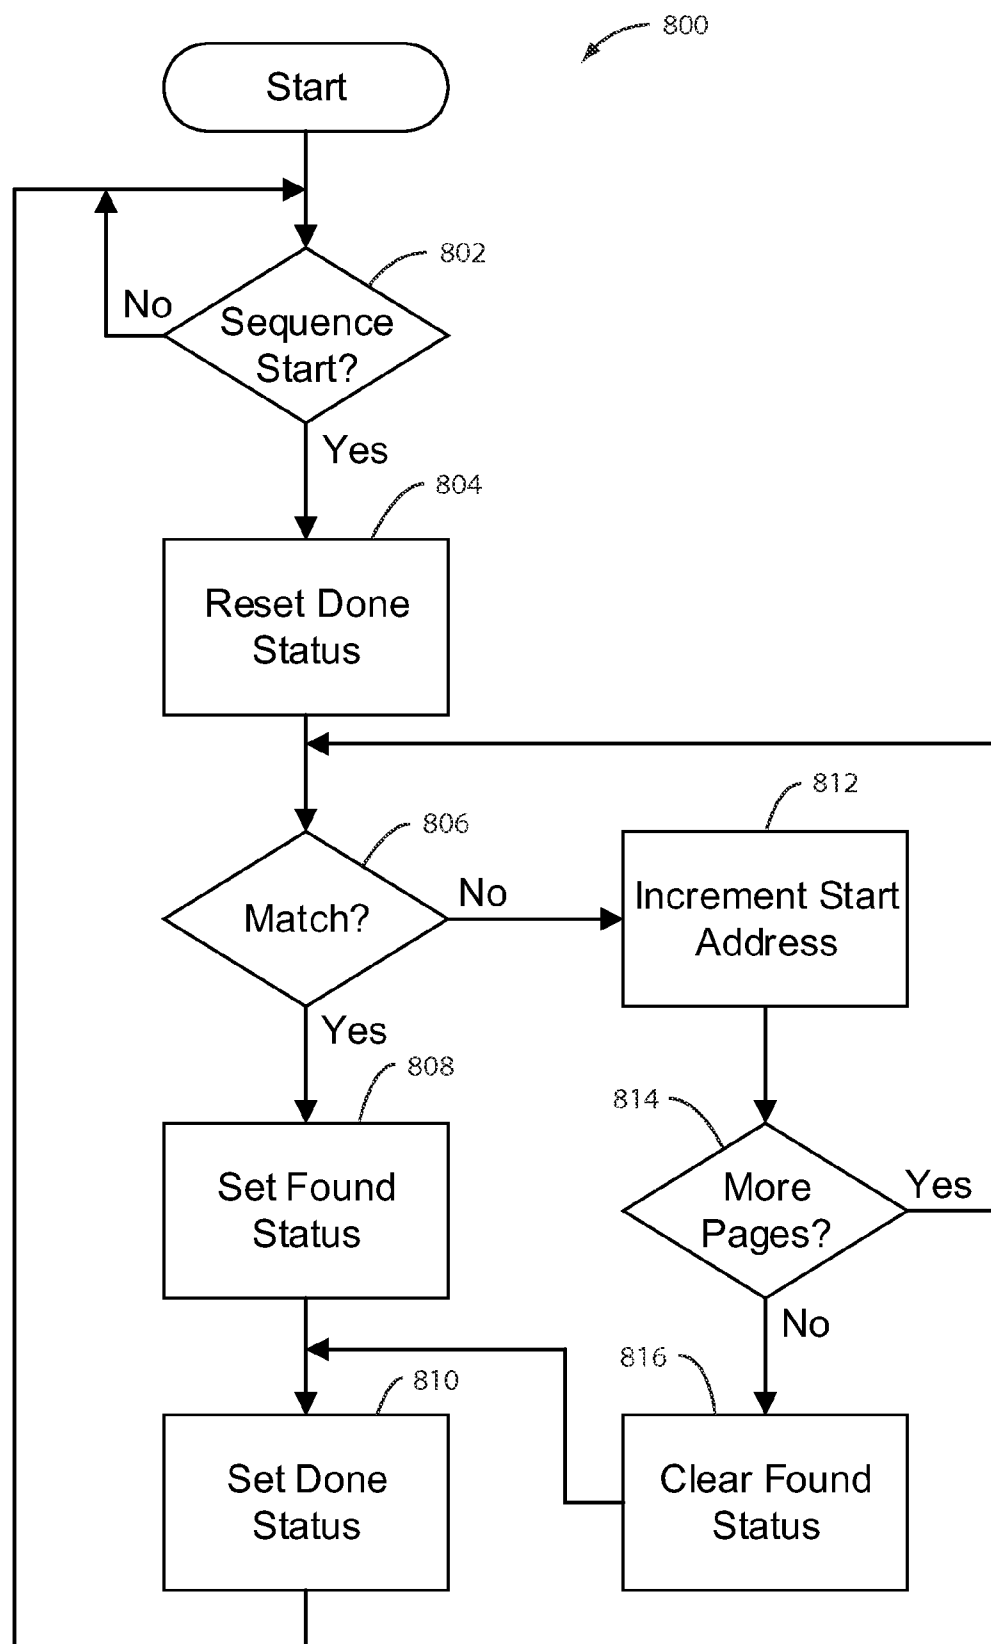 800
Start
802
No
Sequence
Start?
Yes
804
Reset Done
Status
812
806
Increment Start
Address
Match?
No
Yes
808
814
Set Found
Status
More
Pages?
Yes
No
816
810
Set Done
Status
Clear Found
Status